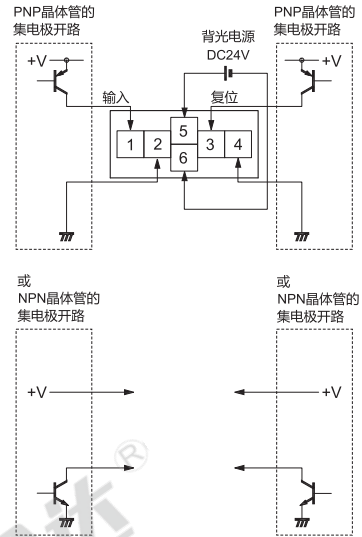 PNP晶体管的
集电极开路
PNP晶体管的
集电极开路
背光电源
DC24V
+V
+V
输入
复位
1
2
5
6
3
4
或
NPN晶体管的
集电极开路
或
NPN晶体管的
集电极开路
+V
+V
®